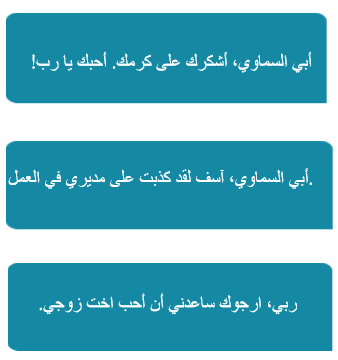 أبي السماوي، أشكرك على كرمك. أحبك يا رب!
أبي السماوي، آسف لقد كذبت على مديري في العمل.
ربي، ارجوك ساعدني أن أحب اخت زوجي.